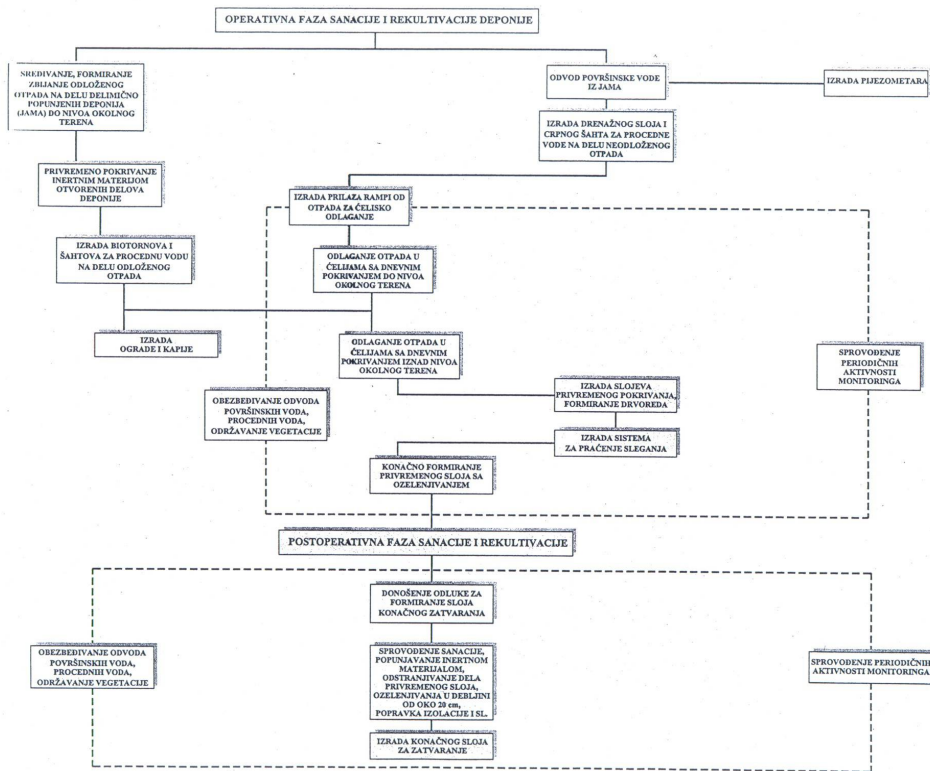 OPERATIVNA FAZA SANACIJE I REKULTIVACIJE DEPONIJE
SREĐIVANJE, FORMIRANJE
ZBIJANJE ODLOŽENOG
OTPADA NA DELU DELIMIČNO
POPUNJENIH DEPONIJA
(JAMA) DO NIVOA OKOLNOG
TERENA
ODVOD POVRŠINSKE VODE
IZ JAMA
IZRADA PIJEZOMETARA
IZRADA DRENAŽNOG SLOJA I
CRPNOG ŠAHTA ZA PROCEDNE
VODE NA DELU NEODLOŽENOG
OTPADA
PRIVREMENO POKRIVANJE
INERTNIM MATERIJOM
OTVORENIH DELOVA
DEPONIJE
IZRADA PRILAZA RAMPI OD
OTPADA ZA ĆELISKO
ODLAGANJE
IZRADA BIOTORNOVA I
ŠAHTOVA ZA PROCEDNU VODU
NA DELU ODLOŽENOG
OTPADA
ODLAGANJE OTPADA U
ĆELIJAMA SA DNEVNIM
POKRIVANJEM DO NIVOA
OKOLNOG TERENA
IZRADA
OGRADE I KAPIJE
ODLAGANJE OTPADA U
ĆELIJAMA SA DNEVNIM
POKRIVANJEM IZNAD NIVOA
OKOLNOG TERENA
SPROVOĐENJE
PERIODIČNIH
AKTIVNOSTI
MONITORINGA
IZRADA SLOJEVA
PRIVREMENOG POKRIVANJA,
FORMIRANJE DRVOREDA
OBEZBEĐIVANJE ODVODA
POVRŠINSKIH VODA,
PROCEDNIH VODA,
ODRŽAVANJE VEGETACIJE
IZRADA SISTEMA
ZA PRAĆENJE SLEGANJA
KONAČNO FORMIRANJE
PRIVREMENOG SLOJA SA
OZELENJIVANJEM
POSTOPERATIVNA FAZA SANACIJE I REKULTIVACIJE
DONOŠENJE ODLUKE ZA
FORMIRANJE SLOJA
KONAČNOG ZATVARANJA
OBEZBEĐIVANJE ODVODA
POVRŠINSKIH VODA,
PROCEDNIH VODA,
ODRŽAVANJE VEGETACIJE
SPROVOĐENJE SANACIJE,
POPUNJAVANJE INERTNOM
MATERIJALOM,
ODSTRANJIVANJE DELA
PRIVREMENOG SLOJA,
OZELENJIVANJA U DEBLJINI
OD OKO 20 cm,
POPRAVKA IZOLACIJE I SL.
SPROVOĐENJE PERIODIČNIH
AKTIVNOSTI MONITORINGA
IZRADA KONAČNOG SLOJA
ZA ZATVARANJE